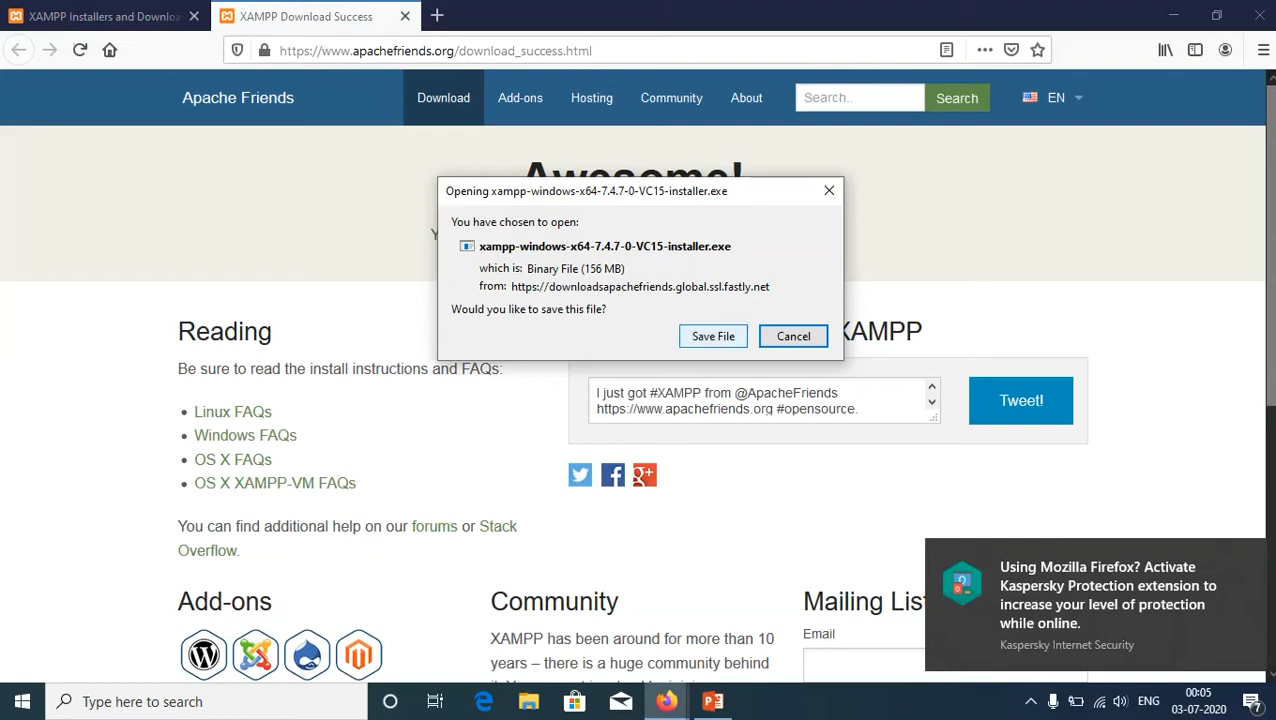 XAMPP Installers and Downloa
XAMPP Download Success
https://www.apachefriends.org/download_success.html
Apache Friends
Download
Add-ons
Hosting
Community
About
Search..
Search
EN
Awesome!
Opening xampp-windows-x64-7.4.7-0-VC15-installer.exe
You have chosen to open:
xampp-windows-x64-7.4.7-0-VC15-installer.exe
which is: Binary File (156 MB)
from: https://downloadsapachefriends.global.ssl.fastly.net
Would you like to save this file?
Save File
Cancel
Reading
XAMPP
Be sure to read the install instructions and FAQs:
Linux FAQs
Windows FAQs
OS X FAQs
OS X XAMPP-VM FAQs
I just got #XAMPP from @ApacheFriends
https://www.apachefriends.org #opensource.
Tweet!
You can find additional help on our forums or Stack
Overflow.
Add-ons
Community
XAMPP has been around for more than 10
years – there is a huge community behind
Mailing Lis
Email
Using Mozilla Firefox? Activate
Kaspersky Protection extension to
increase your level of protection
while online.
Kaspersky Internet Security
Type here to search
ENG
00:05
03-07-2020
7